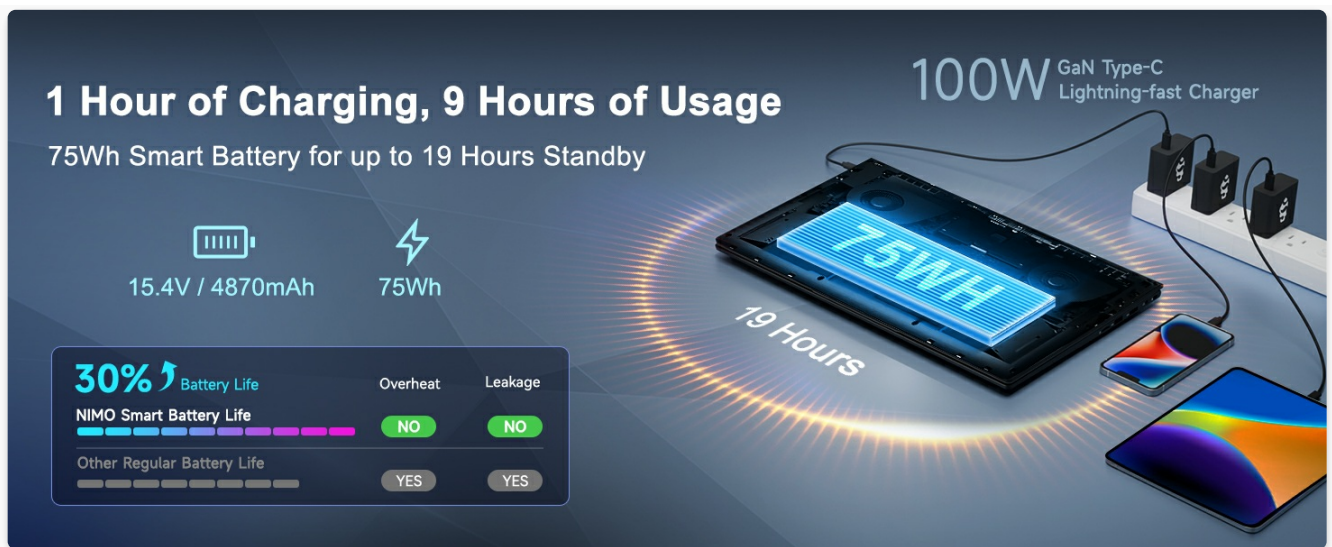 1 Hour of Charging, 9 Hours of Usage
75Wh Smart Battery for up to 19 Hours Standby
15.4V / 4870mAh
75Wh
30% Battery Life
Overheat
Leakage
NIMO Smart Battery Life
NO
NO
Other Regular Battery Life
YES
YES
100W GaN Type-C
Lightning-fast Charger
75WH
19 Hours